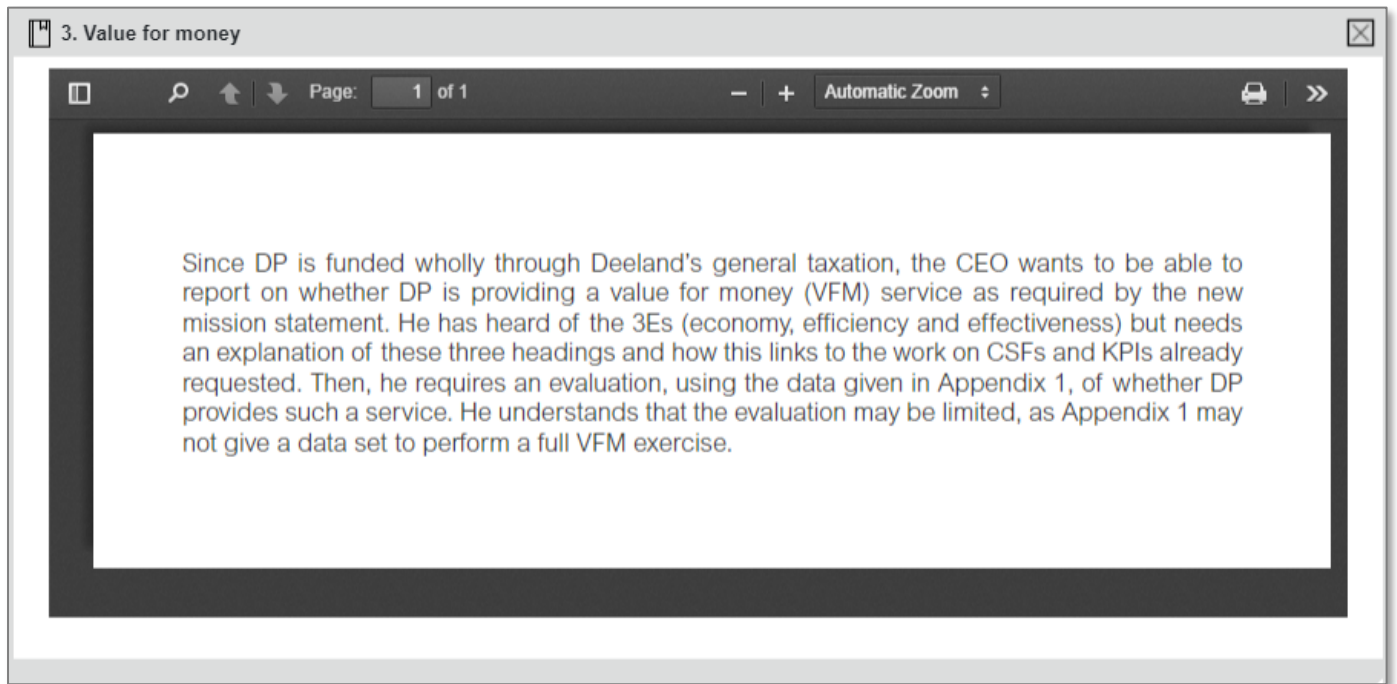 3. Value for money
Page: 1 of 1
Automatic Zoom
Since DP is funded wholly through Deeland's general taxation, the CEO wants to be able to
report on whether DP is providing a value for money (VFM) service as required by the new
mission statement. He has heard of the 3Es (economy, efficiency and effectiveness) but needs
an explanation of these three headings and how this links to the work on CSFs and KPIs already
requested. Then, he requires an evaluation, using the data given in Appendix 1, of whether DP
provides such a service. He understands that the evaluation may be limited, as Appendix 1 may
not give a data set to perform a full VFM exercise.